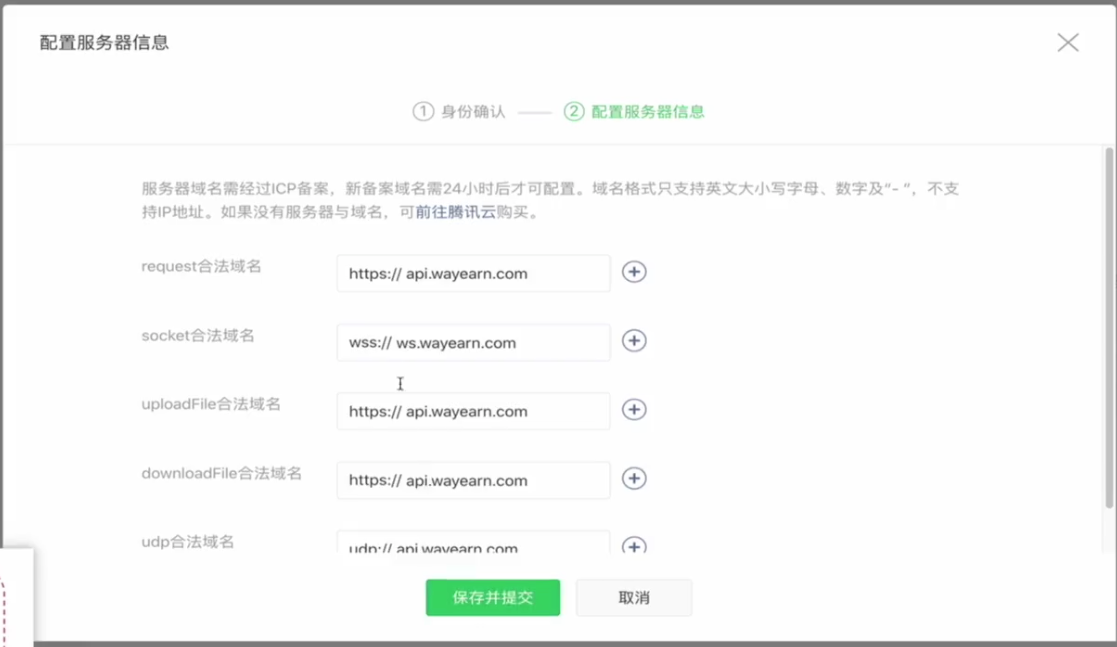 配置服务器信息
① 身份确认 —— ② 配置服务器信息
服务器域名需经过ICP备案，新备案域名需24小时后才可配置。域名格式只支持英文大小写字母、数字及“- ”，不支
持IP地址。如果没有服务器与域名，可前往腾讯云购买。
request合法域名 https:// api.wayearn.com
socket合法域名 wss:// ws.wayearn.com
uploadFile合法域名 https:// api.wayearn.com
downloadFile合法域名 https:// api.wayearn.com
udp合法域名 udp:// api.wayearn.com
保存并提交 取消